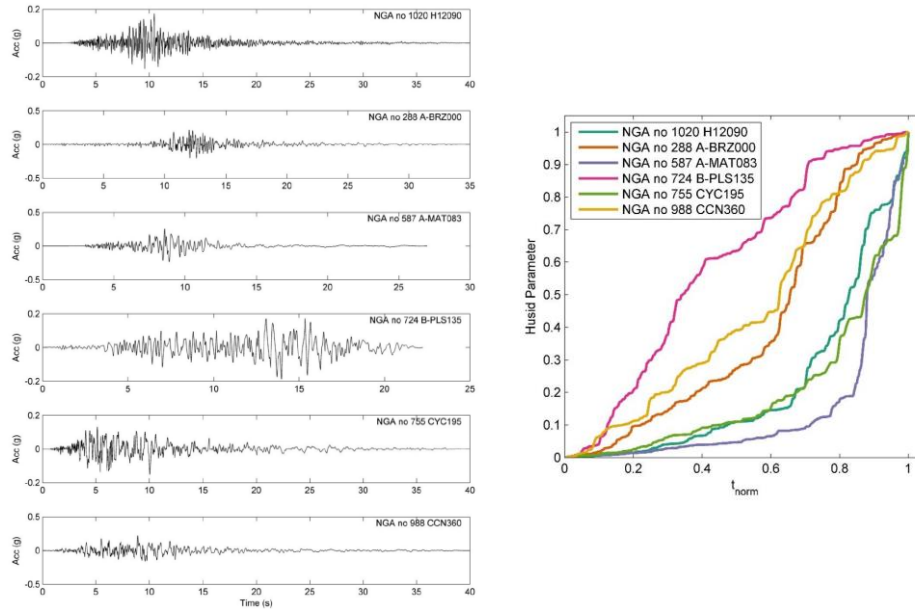 NGA no 1020 H12090
0.2
0
-0.2
Acc (g)
0 5 10 15 20 25 30 35 40
NGA no 288 A-BRZ000
0.5
0
-0.5
Acc (g)
0 5 10 15 20 25 30 35
NGA no 587 A-MAT083
0.5
0
-0.5
Acc (g)
0 5 10 15 20 25 30
NGA no 724 B-PLS135
0.2
0
-0.2
Acc (g)
0 5 10 15 20 25
NGA no 755 CYC195
0.2
0
-0.2
Acc (g)
0 5 10 15 20 25 30 35 40
NGA no 988 CCN360
0.5
0
-0.5
Acc (g)
0 5 10 15 20 25 30 35 40
Time (s)
NGA no 1020 H12090
NGA no 288 A-BRZ000
NGA no 587 A-MAT083
NGA no 724 B-PLS135
NGA no 755 CYC195
NGA no 988 CCN360
1
0.9
0.8
0.7
0.6
0.5
0.4
0.3
0.2
0.1
0
Husid Parameter
0 0.2 0.4 0.6 0.8 1
t_norm